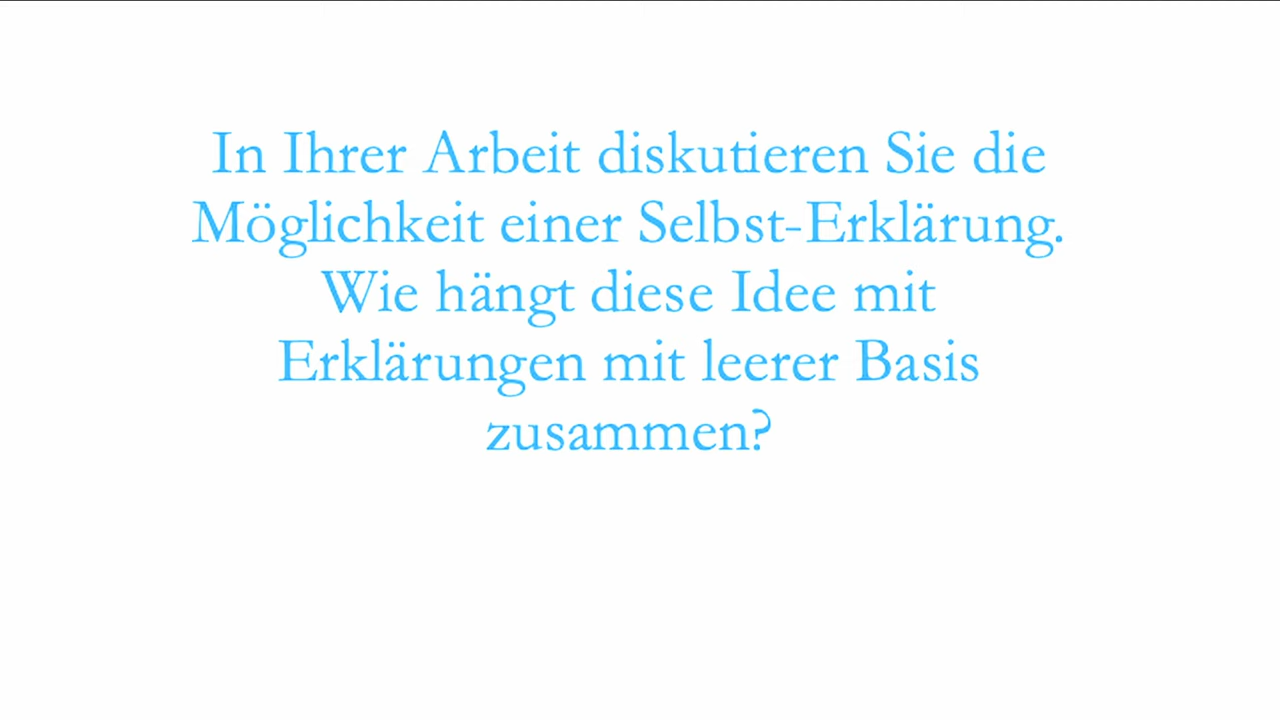 In Ihrer Arbeit diskutieren Sie die
Möglichkeit einer Selbst-Erklärung.
Wie hängt diese Idee mit
Erklärungen mit leerer Basis
zusammen?